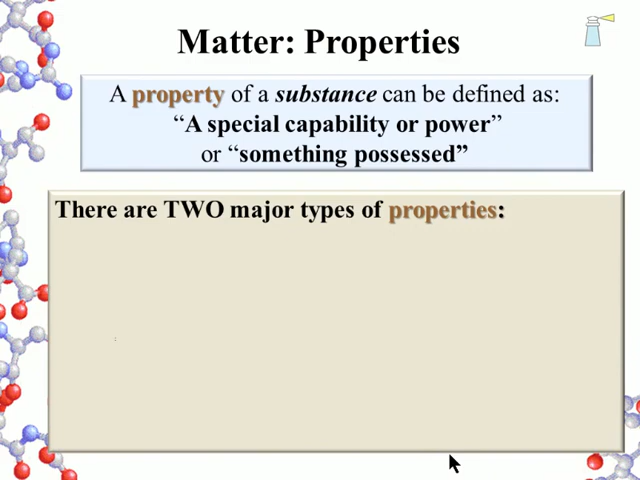 Matter: Properties
A property of a substance can be defined as:
“A special capability or power”
or “something possessed”
There are TWO major types of properties: